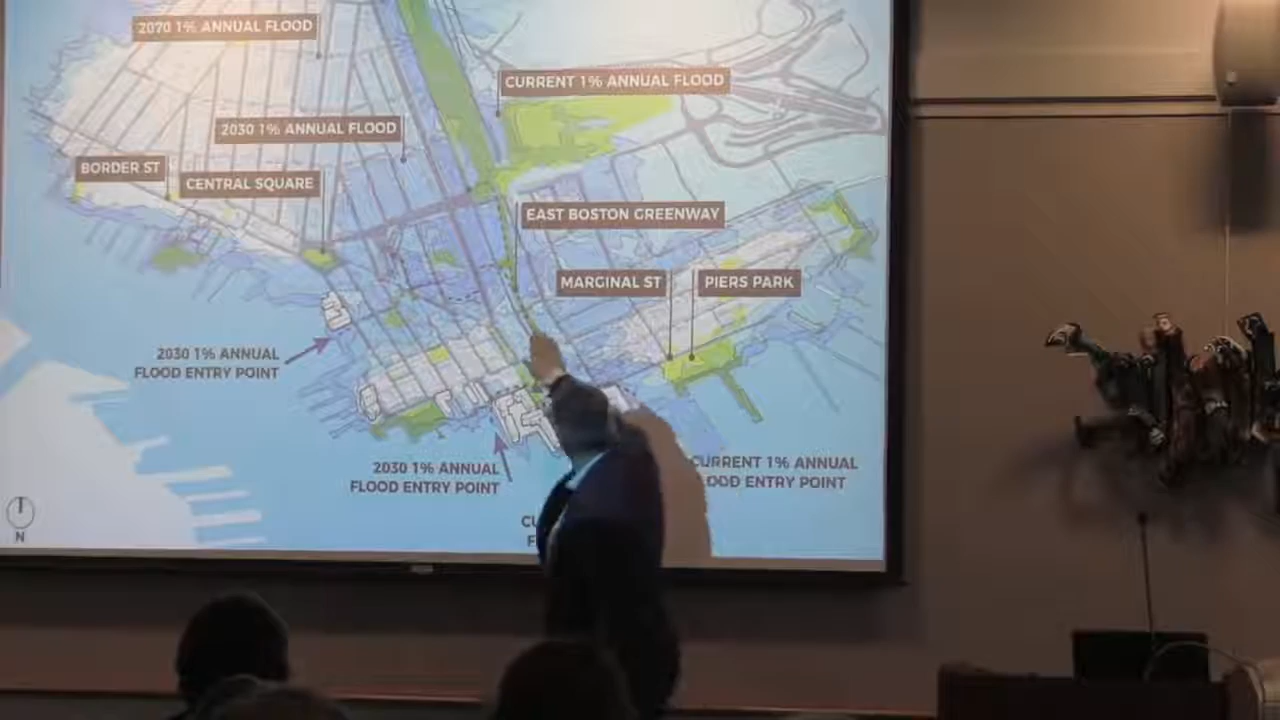 2070 1% ANNUAL FLOOD
CURRENT 1% ANNUAL FLOOD
2030 1% ANNUAL FLOOD
BORDER ST
CENTRAL SQUARE
EAST BOSTON GREENWAY
MARGINAL ST
PIERS PARK
2030 1% ANNUAL
FLOOD ENTRY POINT
2030 1% ANNUAL
FLOOD ENTRY POINT
CURRENT 1% ANNUAL
ENTRY POINT
N